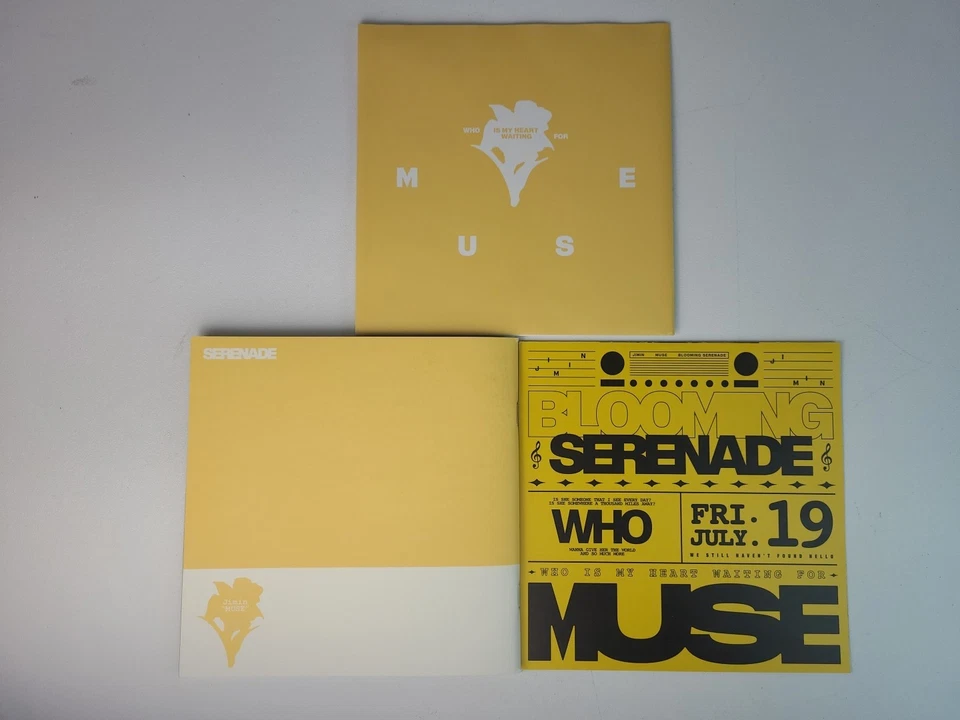 WHO IS MY HEART FOR
WAITING
M E
U S
SERENADE
JIMIN
"MUSE"
J I M I N
JIMIN MUSE BLOOMING SERENADE
J I M I N
BLOOMING
SERENADE
IS SHE SOMEONE THAT I SEE EVERY DAY?
IS SHE SOMEWHERE A THOUSAND MILES AWAY?
WHO
WANNA GIVE HER THE WORLD
AND SO MUCH MORE
FRI. 19
JULY.
WE STILL HAVEN'T FOUND HELLO
WHO IS MY HEART WAITING FOR
MUSE